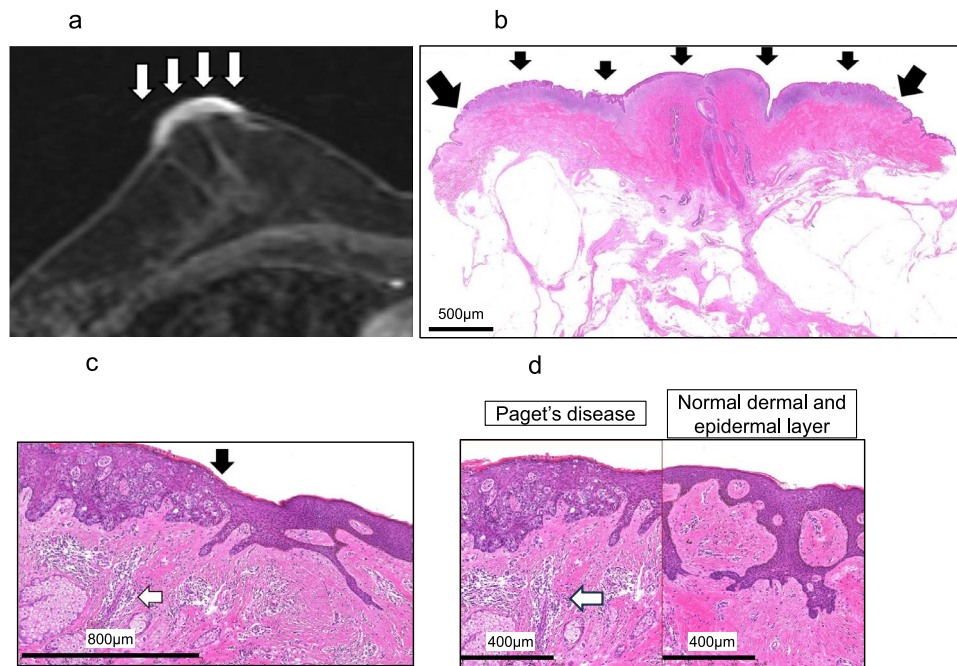 a
b
500μm
c
800μm
d
Paget's disease
Normal dermal and
epidermal layer
400μm
400μm